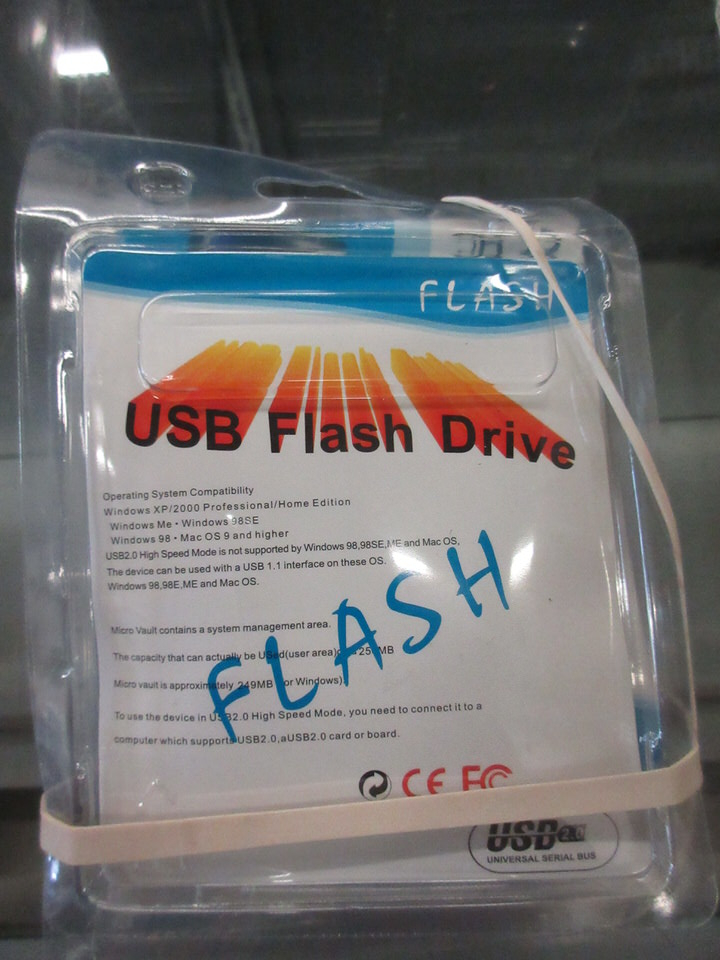 FLASH
USB Flash Drive
Operating System Compatibility
Windows XP/2000 Professional/Home Edition
Windows Me • Windows 98SE
Windows 98 • Mac OS 9 and higher
USB2.0 High Speed Mode is not supported by Windows 98,98SE,ME and Mac OS,
The device can be used with a USB 1.1 interface on these OS.
Windows 98,98E,ME and Mac OS.
FLASH
Micro Vault contains a system management area.
The capacity that can actually be USed(user area) 25 MB
Micro vault is approximately 249MB or Windows)
To use the device in USB2.0 High Speed Mode, you need to connect it to a
computer which supports USB2.0,aUSB2.0 card or board.
CE FC
USB 2.0
UNIVERSAL SERIAL BUS